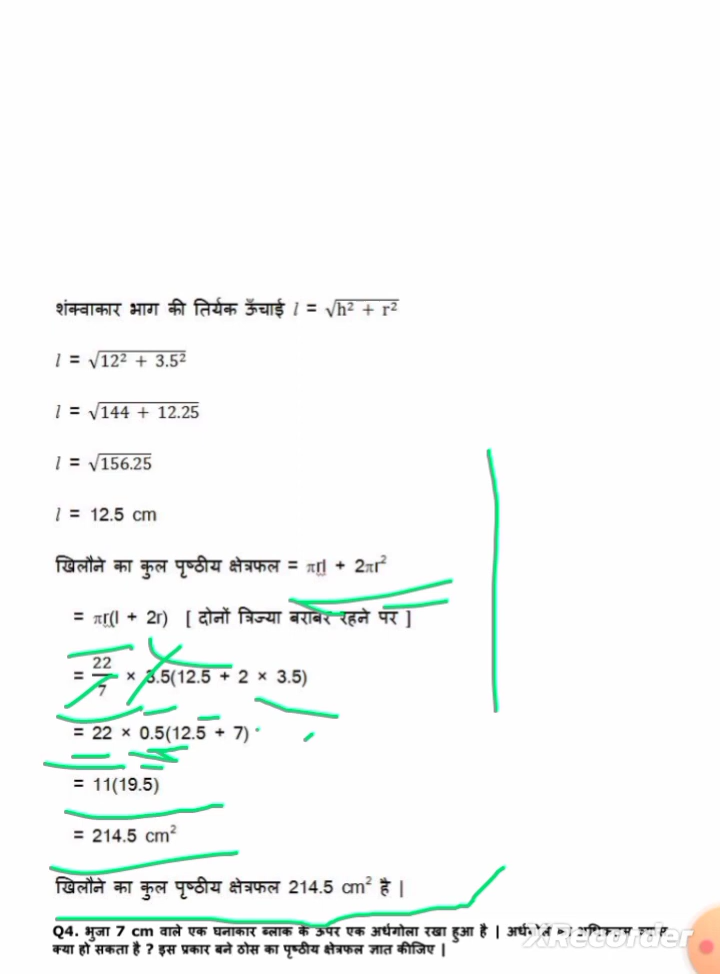 शंक्वाकार भाग की तिर्यक ऊँचाई l = √h² + r²
l = √12² + 3.5²
l = √144 + 12.25
l = √156.25
l = 12.5 cm
खिलौने का कुल पृष्ठीय क्षेत्रफल = πrl + 2πr²
= πr(l + 2r) [ दोनों त्रिज्या बराबर रहने पर ]
= 22/7 × 3.5(12.5 + 2 × 3.5)
= 22 × 0.5(12.5 + 7)
= 11(19.5)
= 214.5 cm²
खिलौने का कुल पृष्ठीय क्षेत्रफल 214.5 cm² है |
Q4. भुजा 7 cm वाले एक घनाकार ब्लाक के ऊपर एक अर्धगोला रखा हुआ है |
क्या हो सकता है ? इस प्रकार बने ठोस का पृष्ठीय क्षेत्रफल ज्ञात कीजिए |
XRecorder